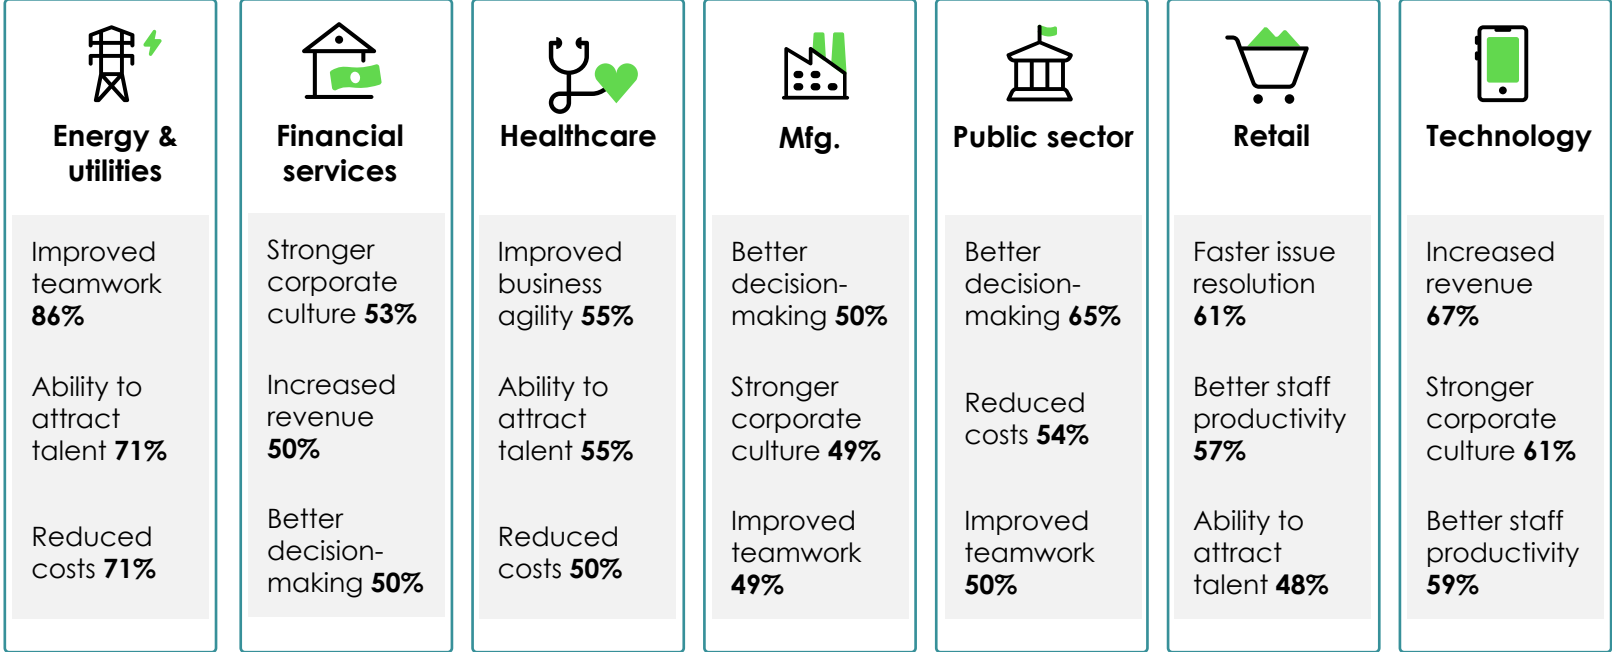 Energy &
utilities
Improved
teamwork
86%
Ability to
attract
talent 71%
Reduced
costs 71%
Financial
services
Stronger
corporate
culture 53%
Increased
revenue
50%
Better
decision-
making 50%
Healthcare
Improved
business
agility 55%
Ability to
attract
talent 55%
Reduced
costs 50%
Mfg.
Better
decision-
making 50%
Stronger
corporate
culture 49%
Improved
teamwork
49%
Public sector
Better
decision-
making 65%
Reduced
costs 54%
Improved
teamwork
50%
Retail
Faster issue
resolution
61%
Better staff
productivity
57%
Ability to
attract
talent 48%
Technology
Increased
revenue
67%
Stronger
corporate
culture 61%
Better staff
productivity
59%